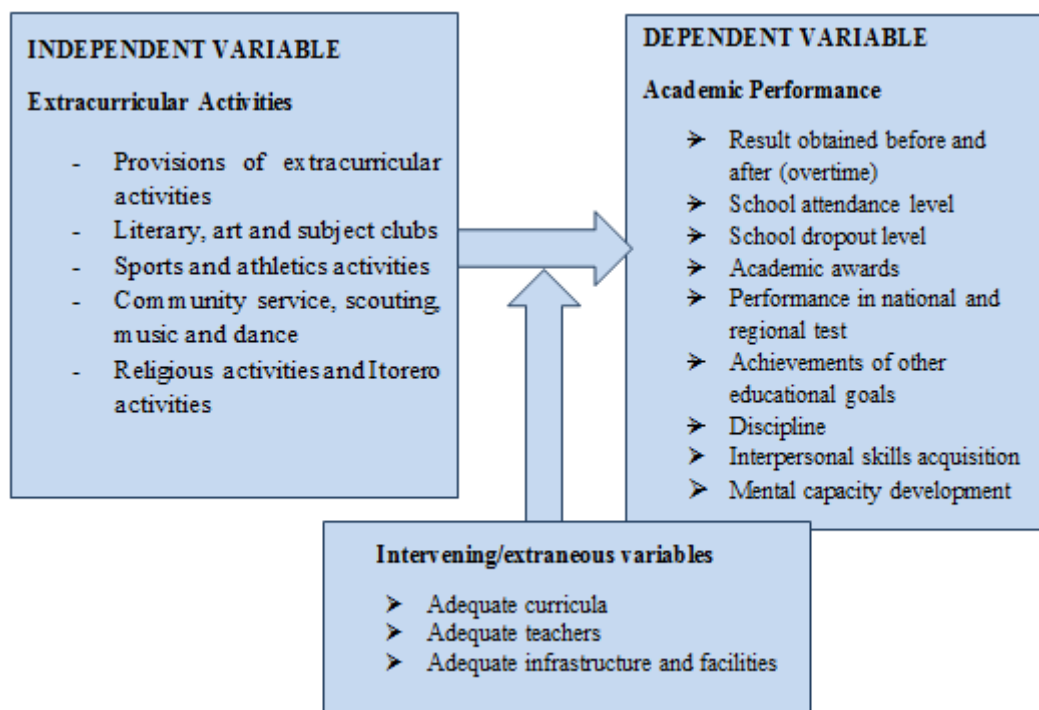 INDEPENDENT VARIABLE
Extracurricular Activities
- Provisions of extracurricular
activities
- Literary, art and subject clubs
- Sports and athletics activities
- Community service, scouting,
music and dance
- Religious activities and Itorero
activities
DEPENDENT VARIABLE
Academic Performance
➤ Result obtained before and
after (overtime)
➤ School attendance level
➤ School dropout level
➤ Academic awards
➤ Performance in national and
regional test
➤ Achievements of other
educational goals
➤ Discipline
➤ Interpersonal skills acquisition
➤ Mental capacity development
Intervening/extraneous variables
➤ Adequate curricula
➤ Adequate teachers
➤ Adequate infrastructure and facilities